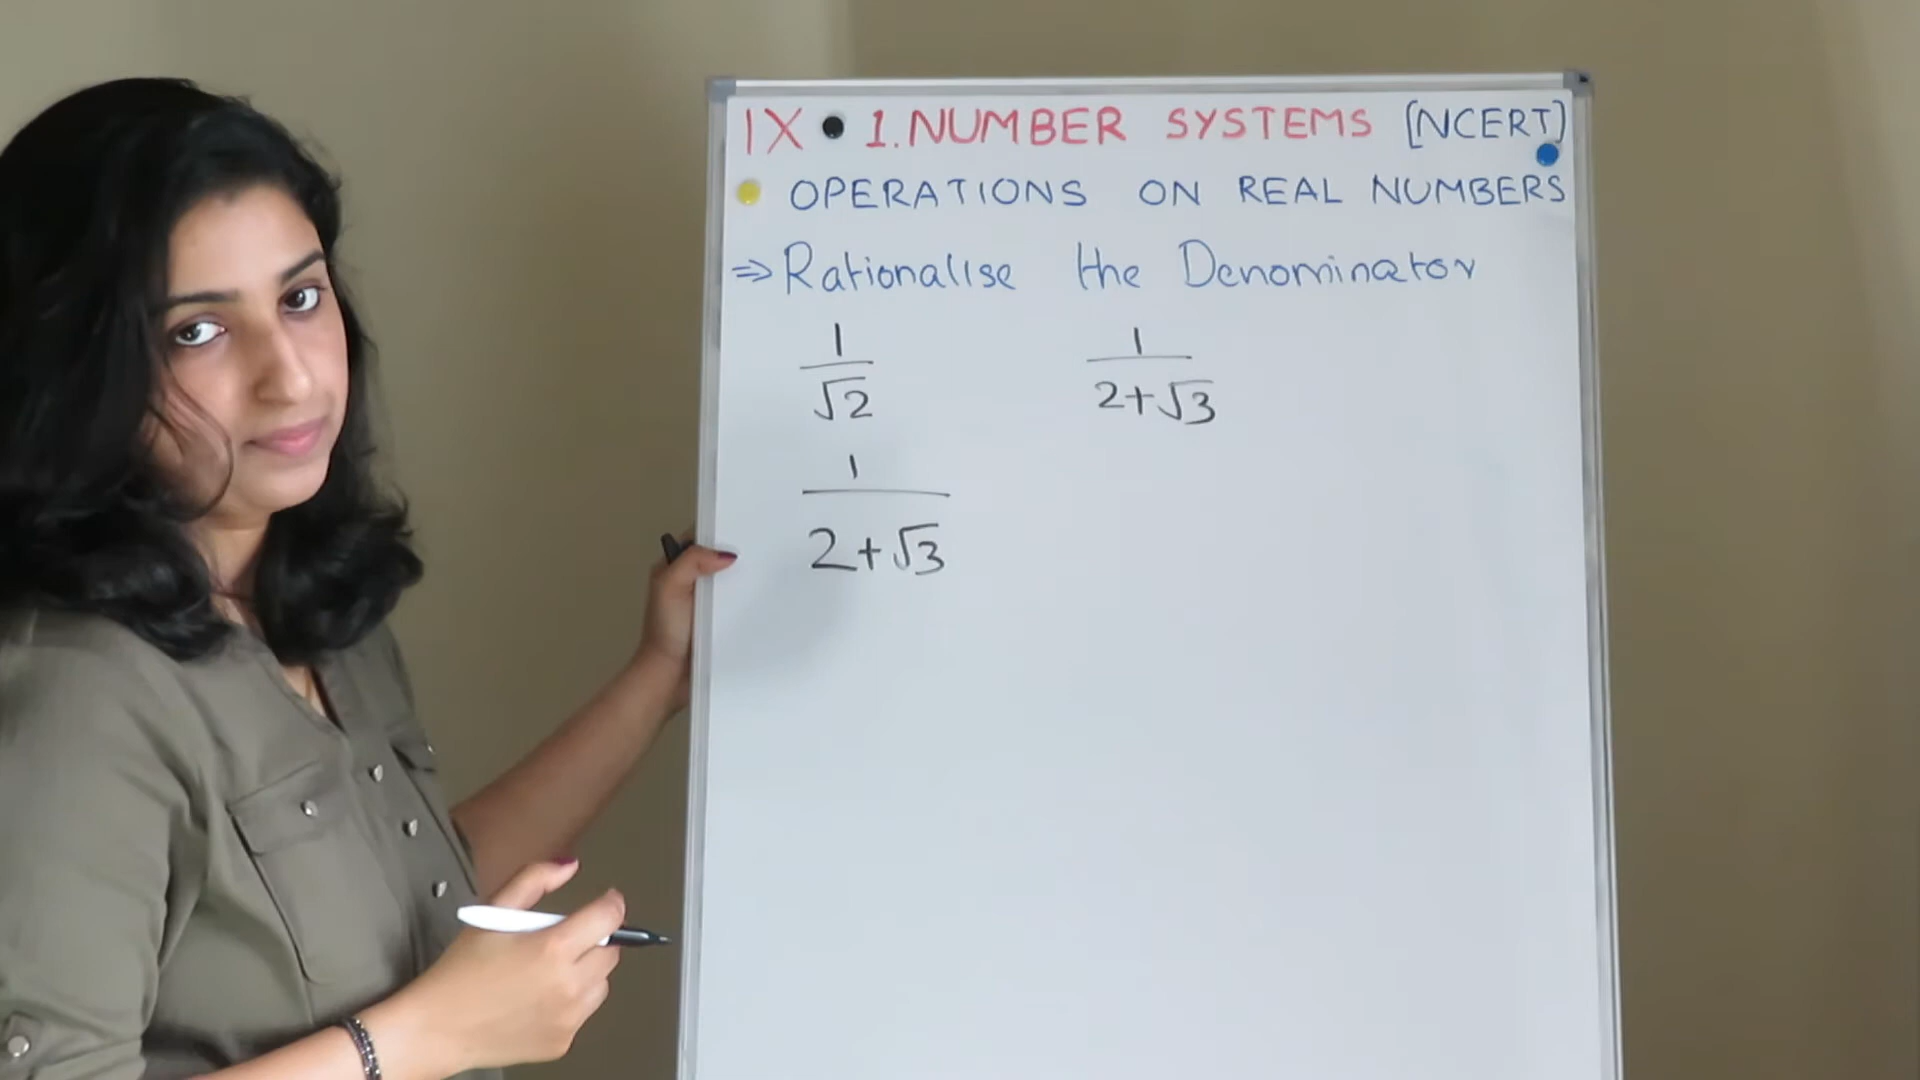 IX • 1. NUMBER SYSTEMS [NCERT]
OPERATIONS ON REAL NUMBERS
⇒ Rationalise the Denominator
1/√2 1/2+√3
1/2+√3